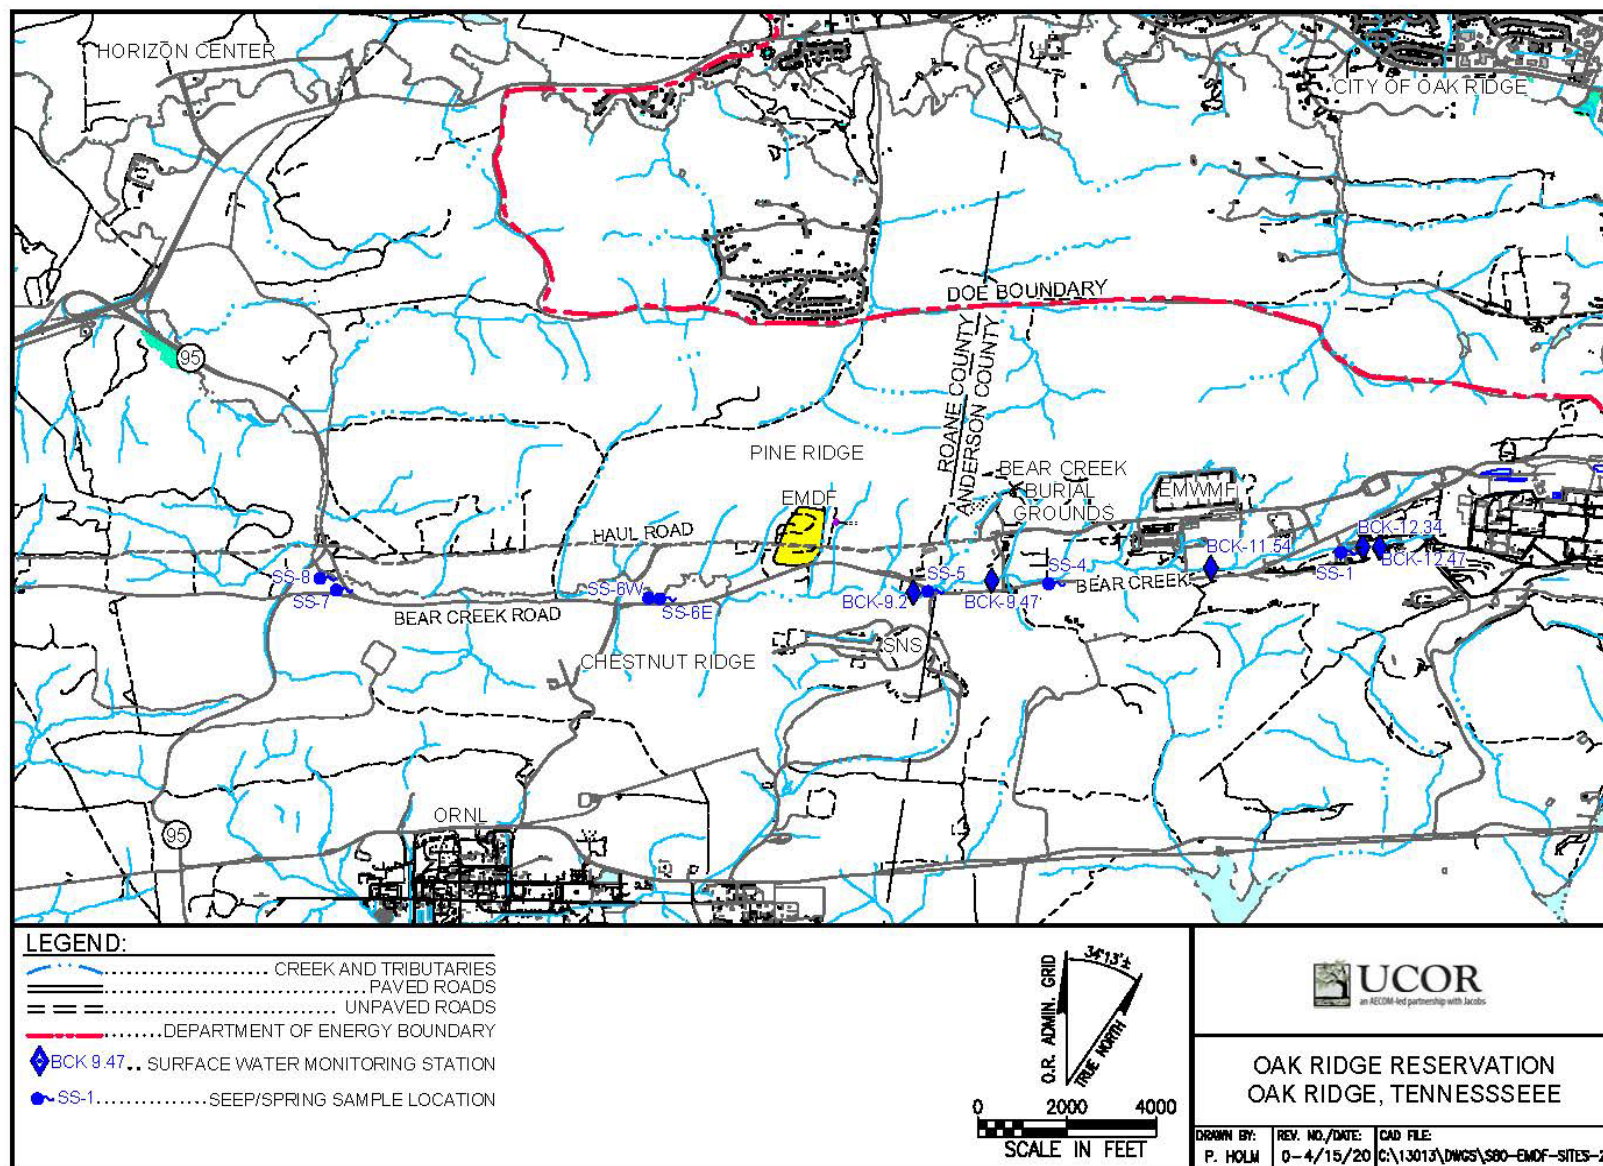 HORIZON CENTER
CITY OF OAK RIDGE
DOE BOUNDARY
95
ROANE COUNTY
ANDERSON COUNTY
PINE RIDGE
BEAR CREEK
BURIAL
GROUNDS
EMDF
EMWMF
HAUL ROAD
BCK-12.34
BCK-11.54
BCK-12.47
SS-1
SS-8
SS-7
SS-6W
SS-6E
SS-5
SS-4
BCK-9.2
BCK-9.47
BEAR CREEK
BEAR CREEK ROAD
CHESTNUT RIDGE
SNS
ORNL
95
LEGEND:
CREEK AND TRIBUTARIES
PAVED ROADS
UNPAVED ROADS
DEPARTMENT OF ENERGY BOUNDARY
BCK 9.47.. SURFACE WATER MONITORING STATION
SS-1.............. SEEP/SPRING SAMPLE LOCATION
O.R. ADMIN. GRID
34°13'±
TRUE NORTH
0 2000 4000
SCALE IN FEET
UCOR
an AECOM-led partnership with Jacobs
OAK RIDGE RESERVATION
OAK RIDGE, TENNESSSEEE
DRAWN BY: REV. NO./DATE: CAD FILE:
P. HOLM 0-4/15/20 C:\13013\DWGS\S80-EMDF-SITES-2